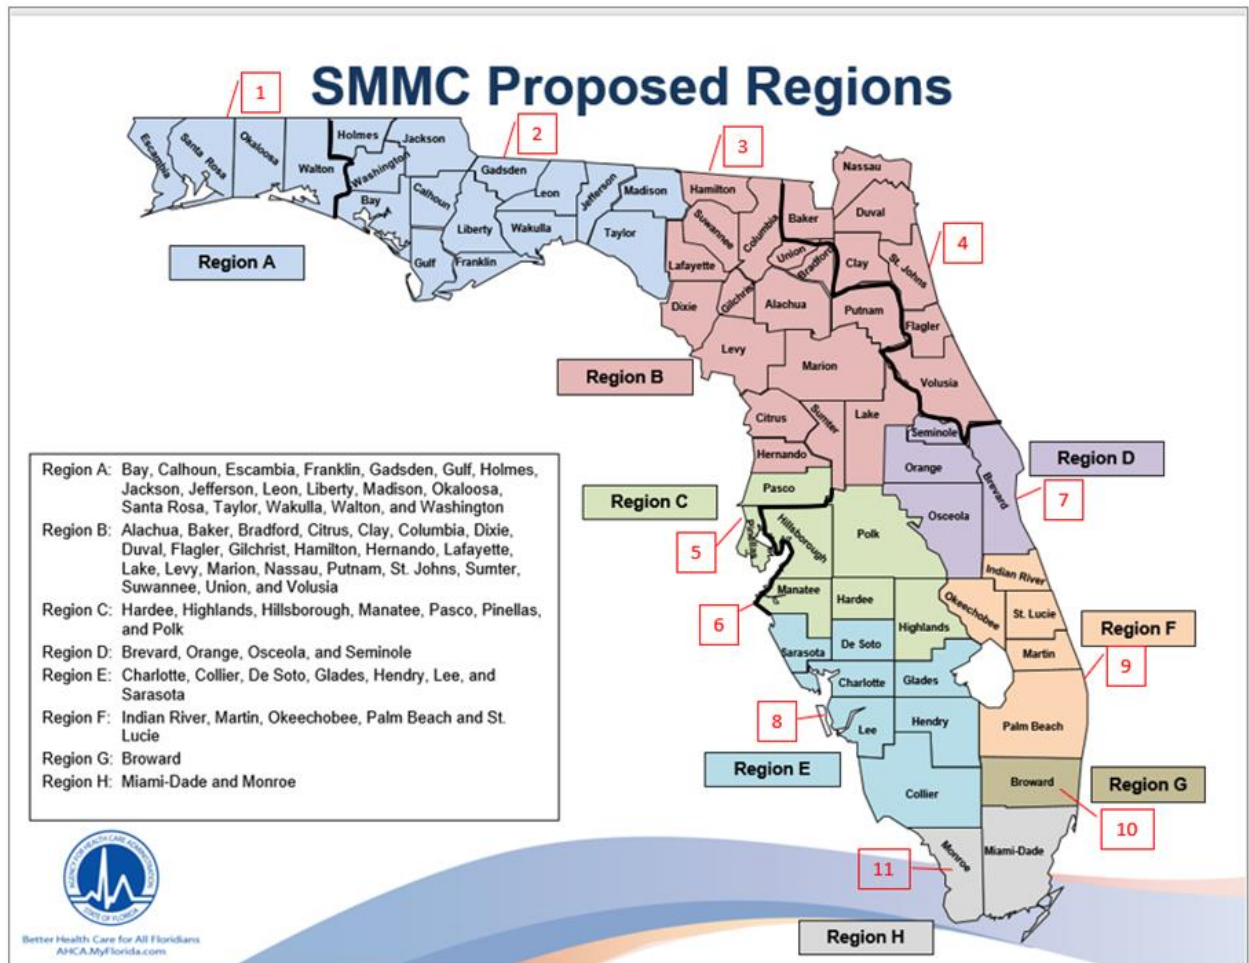 SMMC Proposed Regions
1
2
3
4
Escambia
Santa Rosa
Okaloosa
Walton
Holmes
Jackson
Washington
Bay
Calhoun
Gadsden
Leon
Jefferson
Madison
Liberty
Wakulla
Taylor
Gulf
Franklin
Region A
Hamilton
Suwannee
Columbia
Baker
Nassau
Duval
Union
Bradford
Clay
St. Johns
Lafayette
Dixie
Gilchrist
Alachua
Putnam
Flagler
Levy
Marion
Volusia
Region B
Citrus
Sumter
Lake
Hernando
Seminole
Orange
Brevard
Osceola
Region D
7
Pasco
Region C
Pinellas
Hillsborough
Polk
5
Manatee
Hardee
Highlands
6
Indian River
Okeechobee
St. Lucie
Martin
Palm Beach
Region F
9
Sarasota
De Soto
Charlotte
Glades
8
Lee
Hendry
Collier
Region E
Broward
Region G
10
Monroe
Miami-Dade
11
Region H
Region A: Bay, Calhoun, Escambia, Franklin, Gadsden, Gulf, Holmes,
Jackson, Jefferson, Leon, Liberty, Madison, Okaloosa,
Santa Rosa, Taylor, Wakulla, Walton, and Washington
Region B: Alachua, Baker, Bradford, Citrus, Clay, Columbia, Dixie,
Duval, Flagler, Gilchrist, Hamilton, Hernando, Lafayette,
Lake, Levy, Marion, Nassau, Putnam, St. Johns, Sumter,
Suwannee, Union, and Volusia
Region C: Hardee, Highlands, Hillsborough, Manatee, Pasco, Pinellas,
and Polk
Region D: Brevard, Orange, Osceola, and Seminole
Region E: Charlotte, Collier, De Soto, Glades, Hendry, Lee, and
Sarasota
Region F: Indian River, Martin, Okeechobee, Palm Beach and St.
Lucie
Region G: Broward
Region H: Miami-Dade and Monroe
AGENCY FOR HEALTH CARE ADMINISTRATION
STATE OF FLORIDA
Better Health Care for All Floridians
AHCA.MyFlorida.com